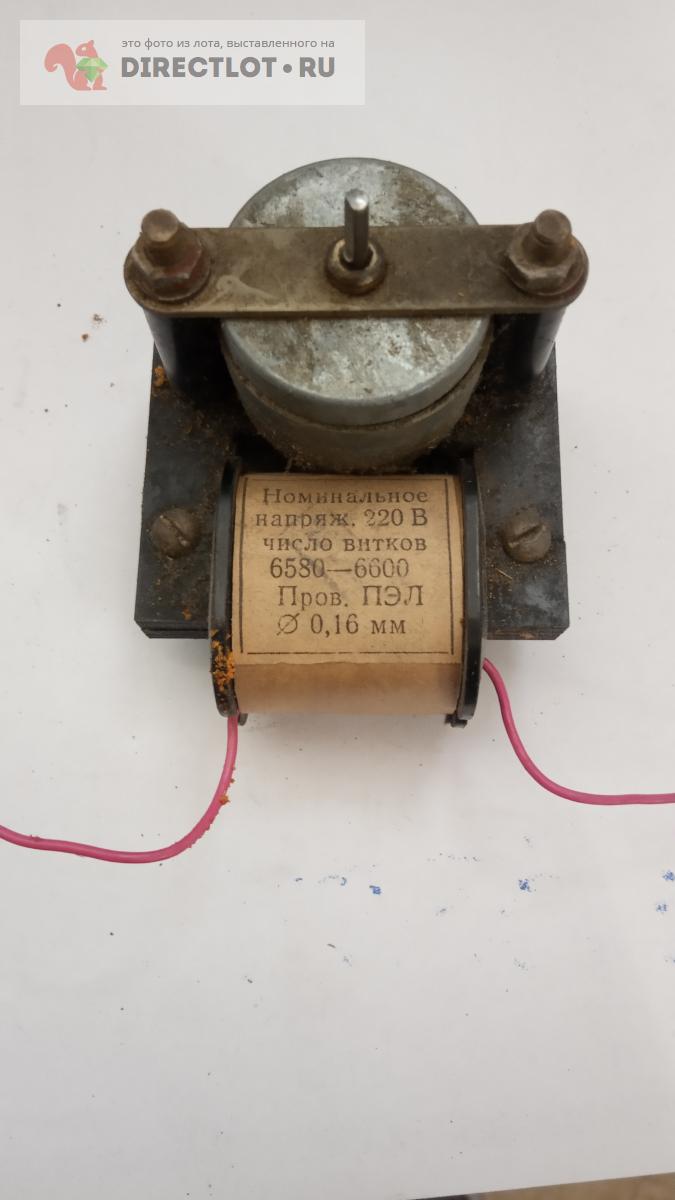 это фото из лота, выставленного на
DIRECTLOT•RU
Номинальное
напряж. 220 В
число витков
6580—6600
Пров. ПЭЛ
∅ 0,16 мм